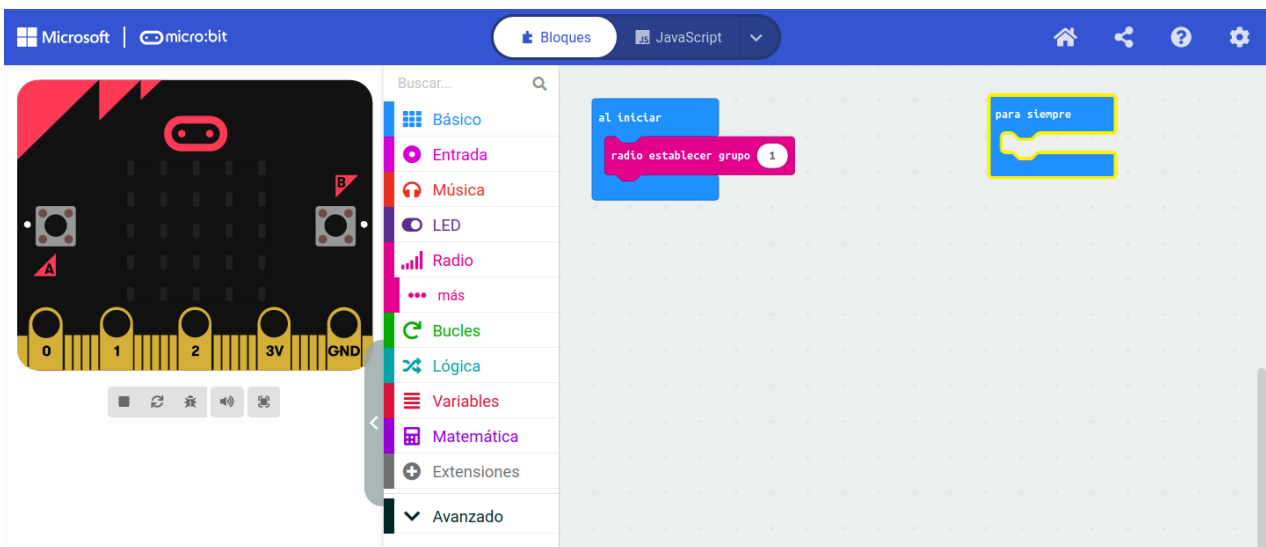 Microsoft | micro:bit
Bloques
JS JavaScript
Buscar...
Básico
Entrada
Música
LED
Radio
más
Bucles
Lógica
Variables
Matemática
Extensiones
Avanzado
B
A
0 1 2 3V GND
al iniciar
radio establecer grupo 1
para siempre